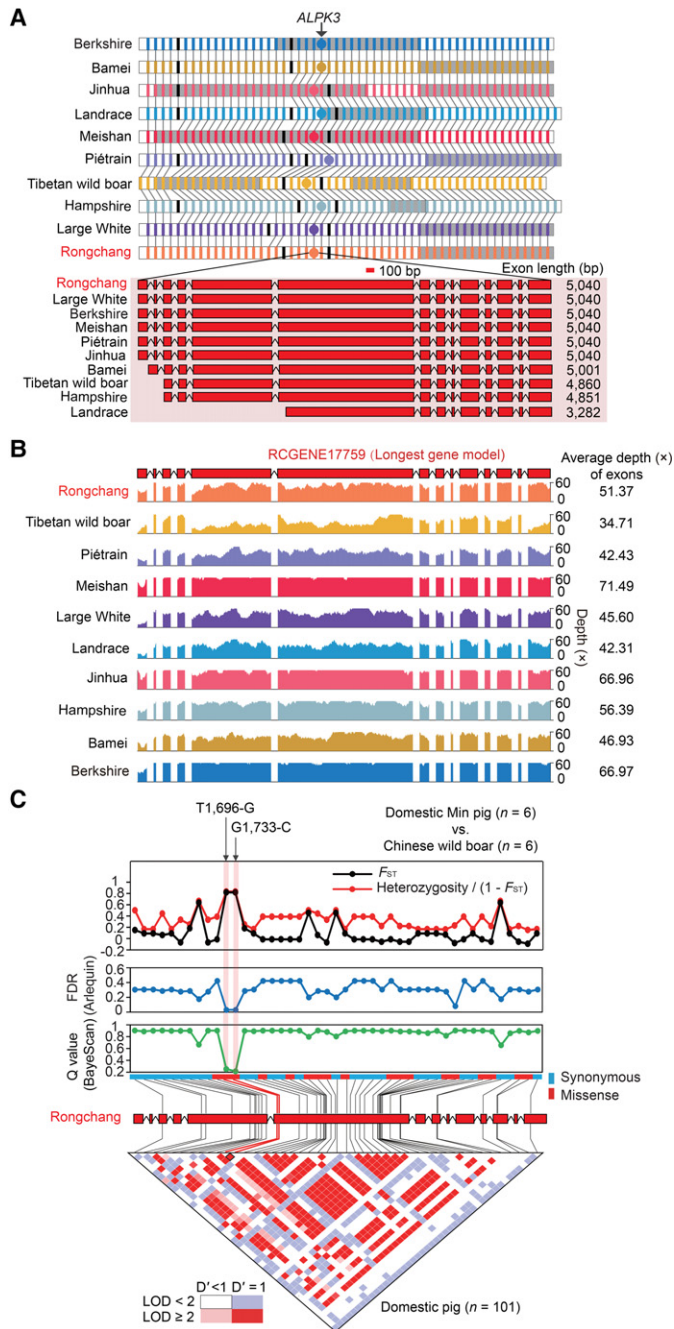 A
ALPK3
Berkshire
Bamei
Jinhua
Landrace
Meishan
Piétrain
Tibetan wild boar
Hampshire
Large White
Rongchang
100 bp
Exon length (bp)
Rongchang 5,040
Large White 5,040
Berkshire 5,040
Meishan 5,040
Piétrain 5,040
Jinhua 5,040
Bamei 5,001
Tibetan wild boar 4,860
Hampshire 4,851
Landrace 3,282
B
RCGENE17759 (Longest gene model)
Average depth (×) of exons
Rongchang 60 0 51.37
Tibetan wild boar 60 0 34.71
Piétrain 60 0 42.43
Meishan 60 0 71.49
Large White 60 0 45.60
Depth (×)
Landrace 60 0 42.31
Jinhua 60 0 66.96
Hampshire 60 0 56.39
Bamei 60 0 46.93
Berkshire 60 0 66.97
C
T1,696-G
G1,733-C
Domestic Min pig (n = 6)
vs.
Chinese wild boar (n = 6)
FST
Heterozygosity / (1 - FST)
1
0.8
0.6
0.4
0.2
0
-0.2
FDR (Arlequin)
0.6
0.4
0.2
0
Q value (BayeScan)
1
0.8
0.6
0.4
0.2
Synonymous
Missense
Rongchang
D' < 1 D' = 1
LOD < 2
LOD ≥ 2
Domestic pig (n = 101)